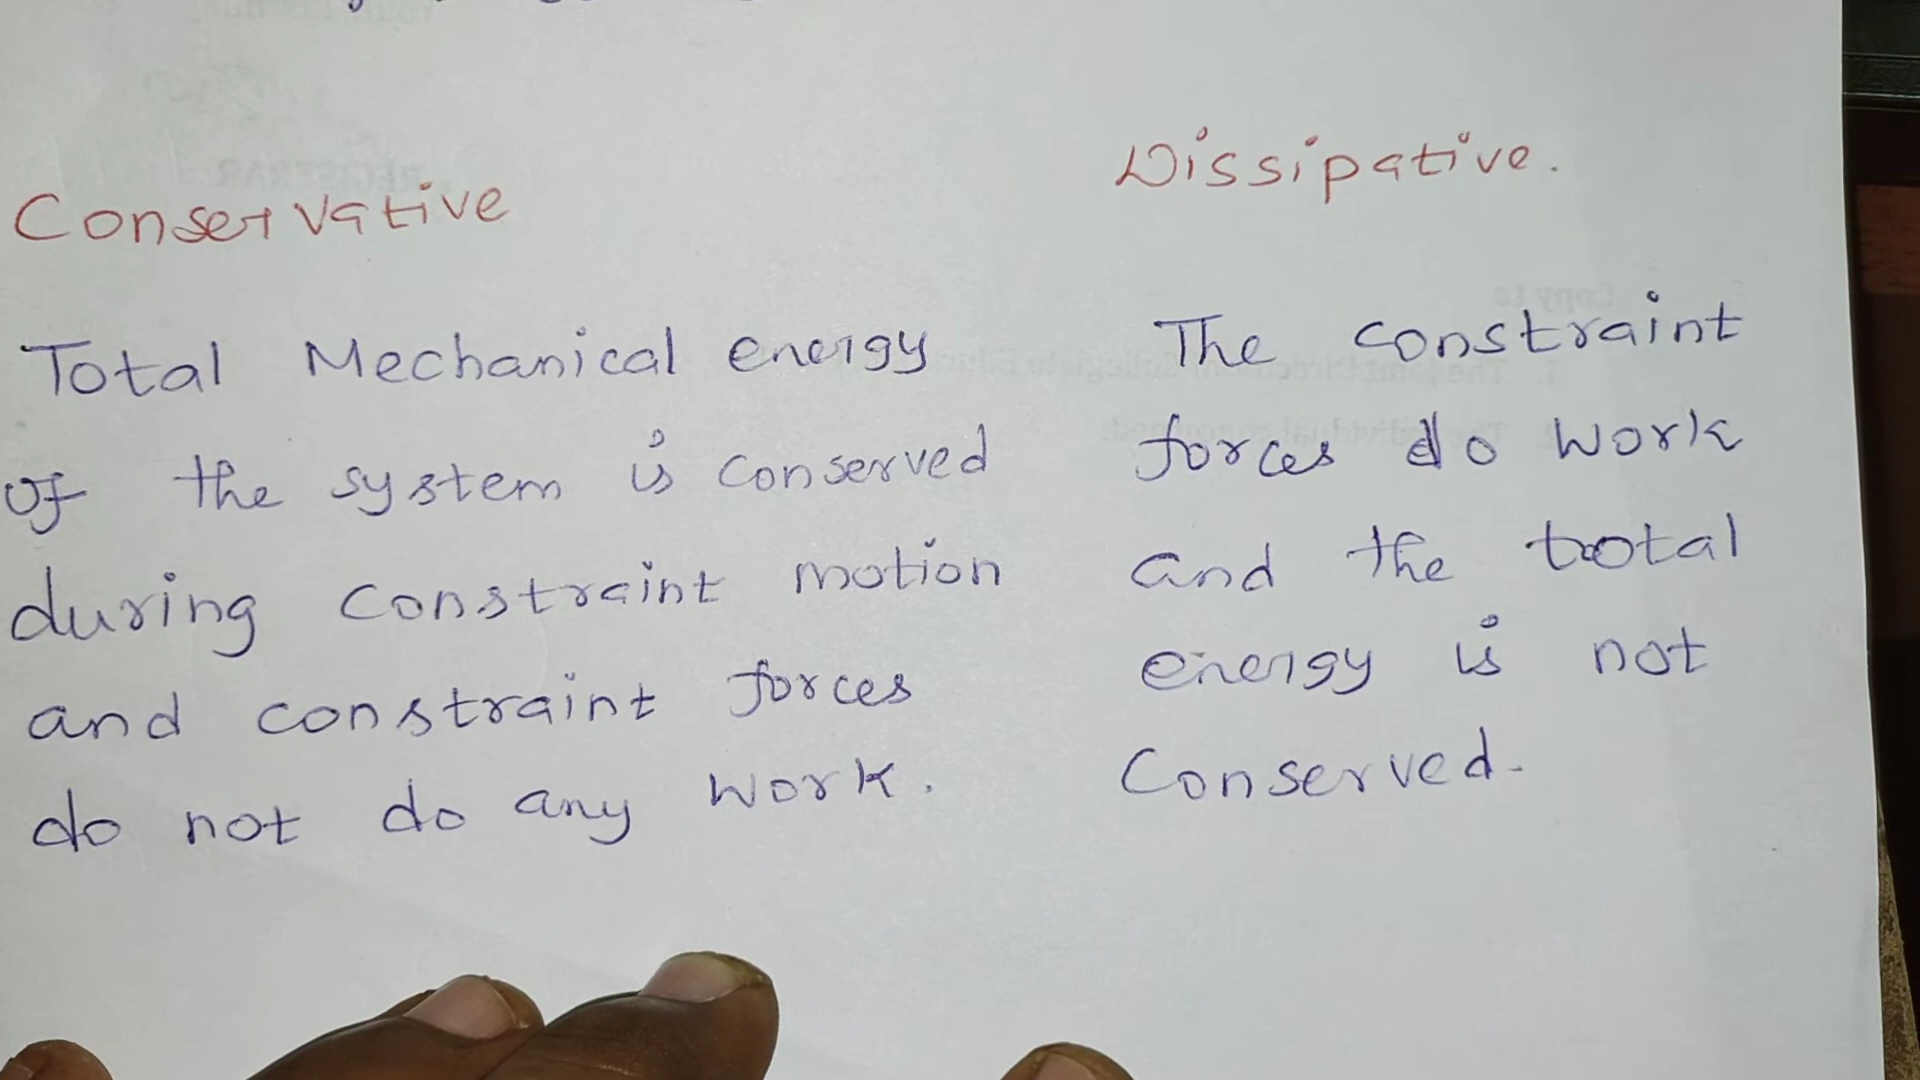 Conservative
Total Mechanical energy
of the system is conserved
during constraint motion
and constraint forces
do not do any work.
Dissipative.
The constraint
forces do work
and the total
energy is not
Conserved.